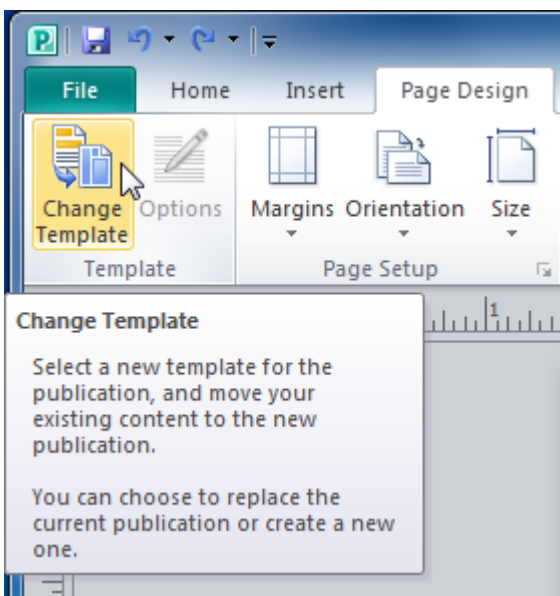 File Home Insert Page Design
Change Template Options Margins Orientation Size
Template Page Setup
1
Change Template
Select a new template for the
publication, and move your
existing content to the new
publication.
You can choose to replace the
current publication or create a new
one.